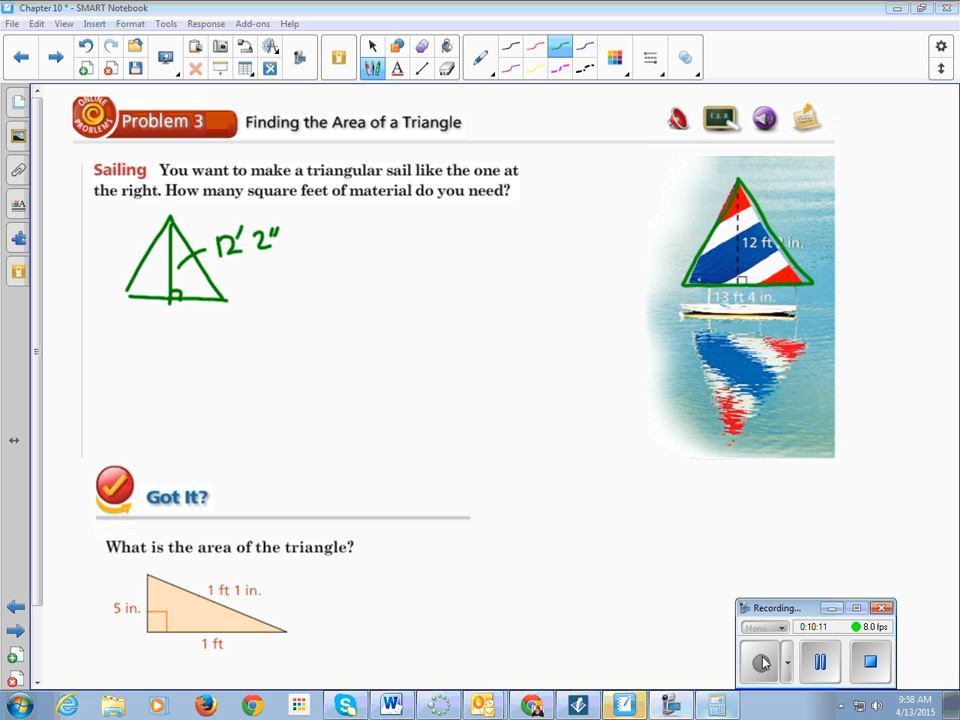 Chapter 10 * - SMART Notebook
File Edit View Insert Format Tools Response Add-ons Help
ONLINE PROBLEMS
Problem 3 Finding the Area of a Triangle
Sailing You want to make a triangular sail like the one at
the right. How many square feet of material do you need?
12' 2"
12 ft 2 in.
13 ft 4 in.
Got It?
What is the area of the triangle?
1 ft 1 in.
5 in.
1 ft
Recording...
Menu 0:10:11 8.0 fps
9:58 AM
4/13/2015